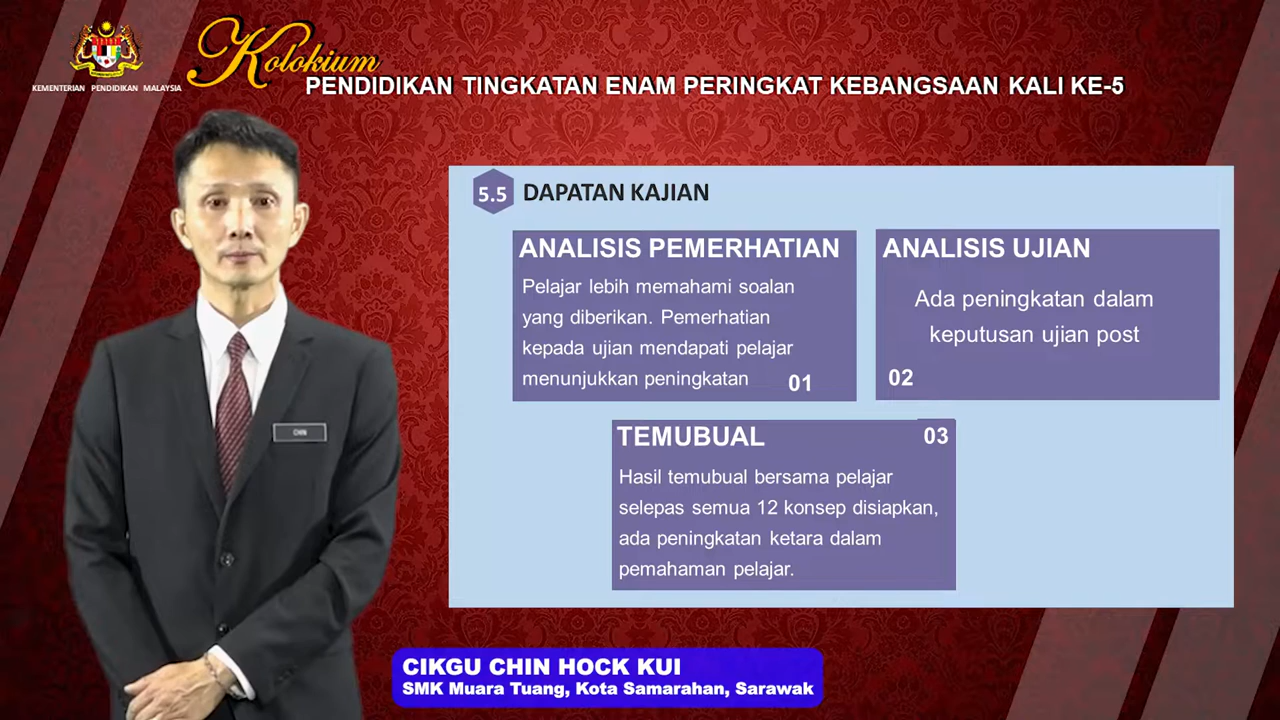 Kolokium
KEMENTERIAN PENDIDIKAN MALAYSIA
PENDIDIKAN TINGKATAN ENAM PERINGKAT KEBANGSAAN KALI KE-5
5.5 DAPATAN KAJIAN
ANALISIS PEMERHATIAN
Pelajar lebih memahami soalan
yang diberikan. Pemerhatian
kepada ujian mendapati pelajar
menunjukkan peningkatan
01
ANALISIS UJIAN
Ada peningkatan dalam
keputusan ujian post
02
TEMUBUAL
03
Hasil temubual bersama pelajar
selepas semua 12 konsep disiapkan,
ada peningkatan ketara dalam
pemahaman pelajar.
CHIN
CIKGU CHIN HOCK KUI
SMK Muara Tuang, Kota Samarahan, Sarawak